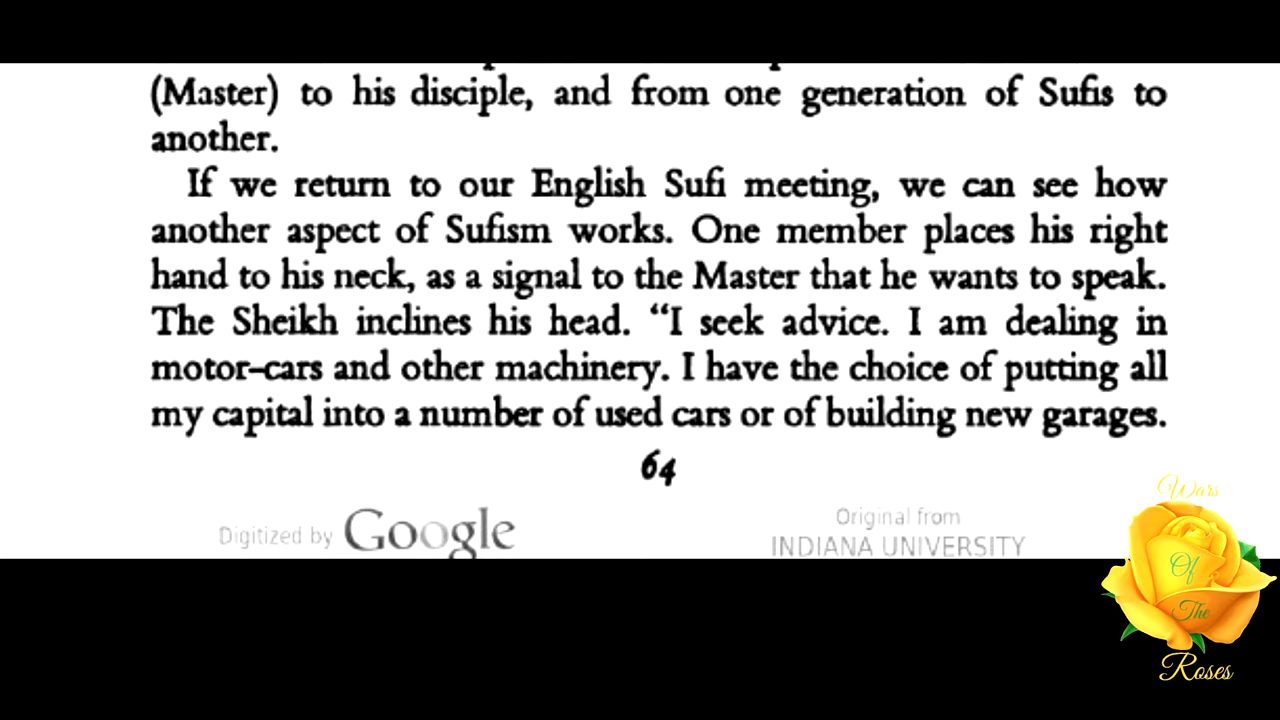 (Master) to his disciple, and from one generation of Sufis to
another.
If we return to our English Sufi meeting, we can see how
another aspect of Sufism works. One member places his right
hand to his neck, as a signal to the Master that he wants to speak.
The Sheikh inclines his head. “I seek advice. I am dealing in
motor-cars and other machinery. I have the choice of putting all
my capital into a number of used cars or of building new garages.
64
Digitized by Google
Original from
INDIANA UNIVERSITY
Wars
Of
The
Roses